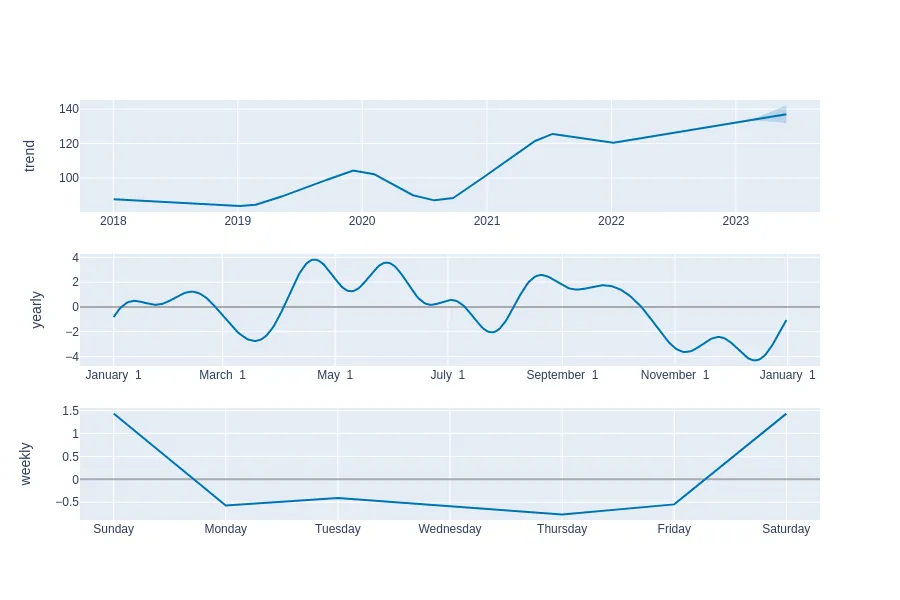 trend
140
120
100
2018 2019 2020 2021 2022 2023
yearly
4
2
0
−2
−4
January 1 March 1 May 1 July 1 September 1 November 1 January 1
weekly
1.5
1
0.5
0
−0.5
Sunday Monday Tuesday Wednesday Thursday Friday Saturday